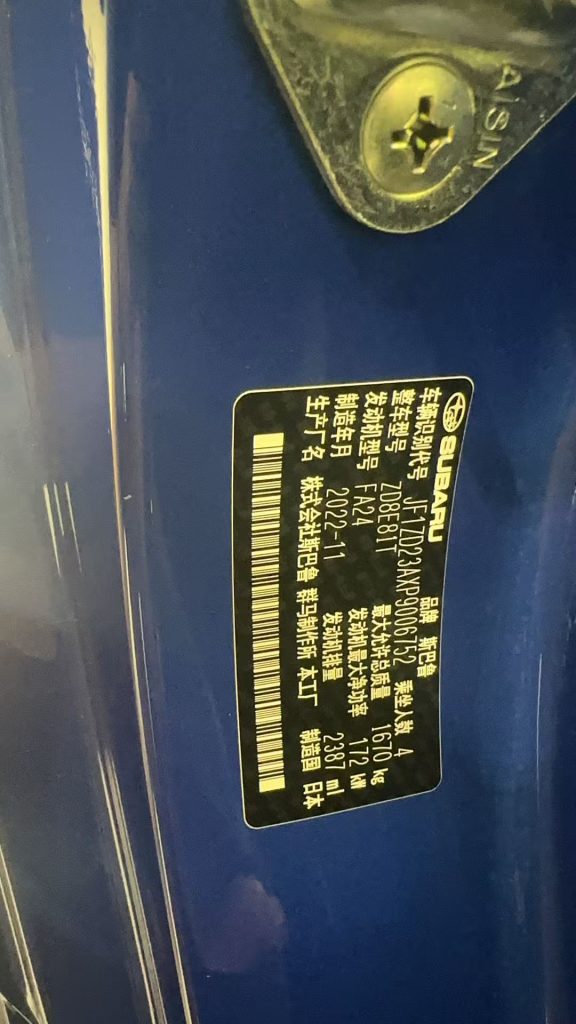 AISIN
SUBARU
品牌 斯巴鲁
车辆识别代号 JF1ZD23AXP9006752 乘坐人数 4
整车型号 ZD8E81T 最大允许总质量 1670 kg
发动机型号 FA24 发动机最大净功率 172 kW
制造年月 2022-11 发动机排量 2387 ml
生产厂名 株式会社斯巴鲁 群马制作所 本工厂 制造国 日本